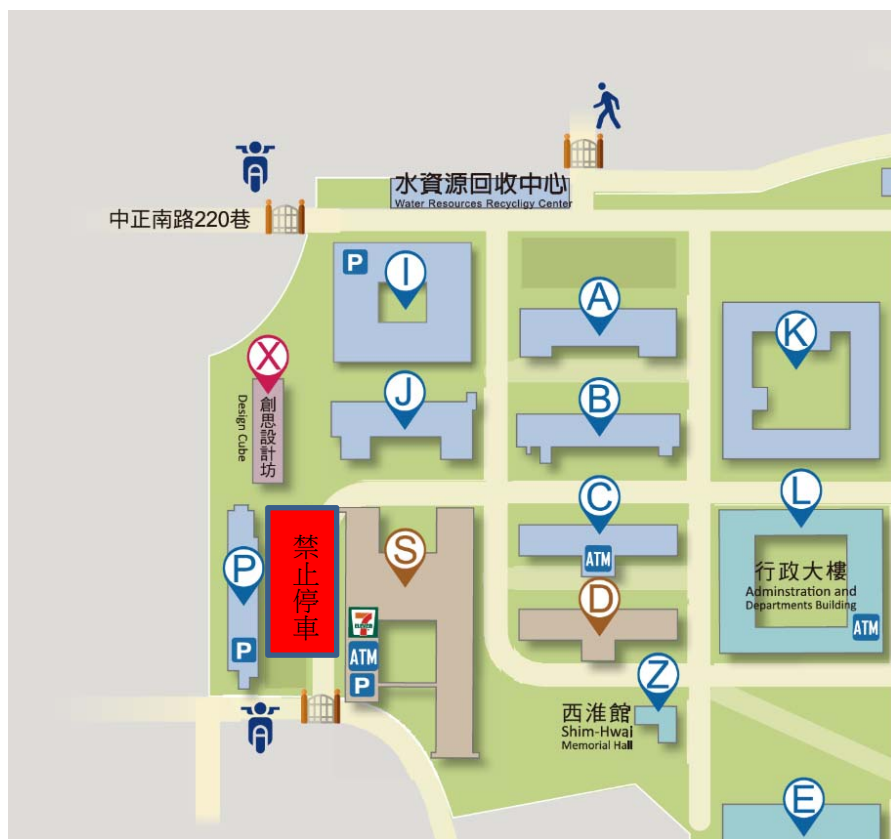 水資源回收中心
Water Resources Recycligy Center
中正南路220巷
P
I
A
K
X
創思設計坊
Design Cube
J
B
C
L
ATM
行政大樓
Adminstration and
Departments Building
ATM
P
P
禁止停車
S
7
ELEVEN
ATM
P
D
Z
西淮館
Shim-Hwai
Memorial Hall
E